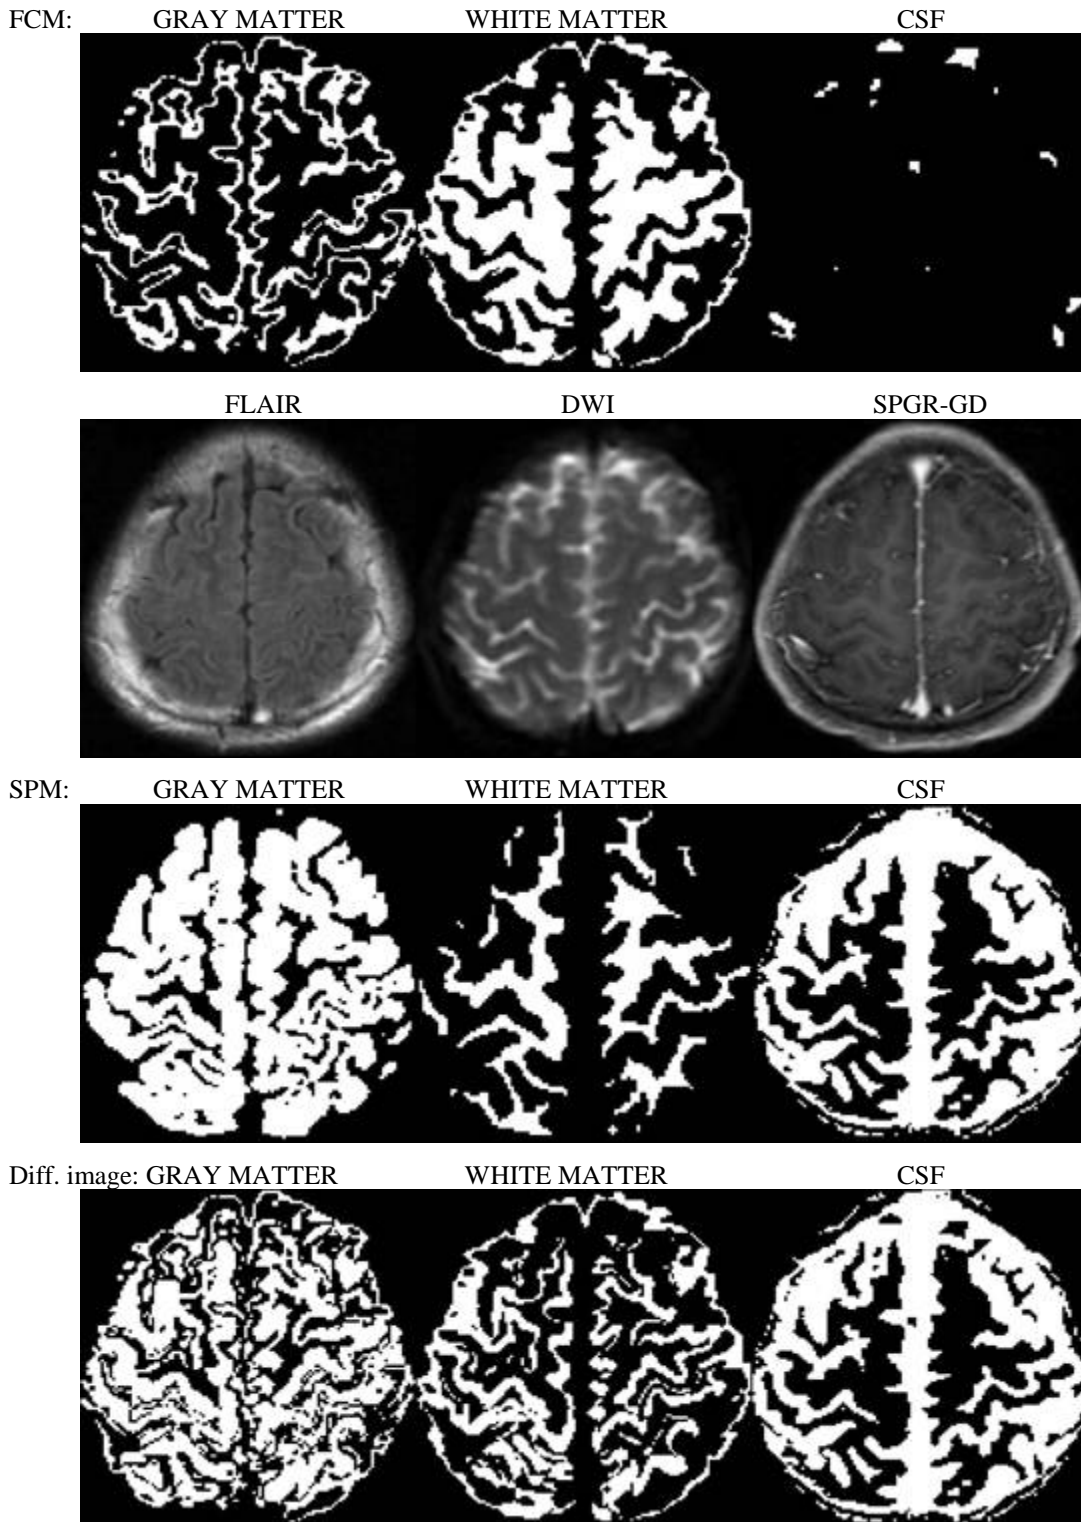 FCM: GRAY MATTER WHITE MATTER CSF
FLAIR DWI SPGR-GD
SPM: GRAY MATTER WHITE MATTER CSF
Diff. image: GRAY MATTER WHITE MATTER CSF